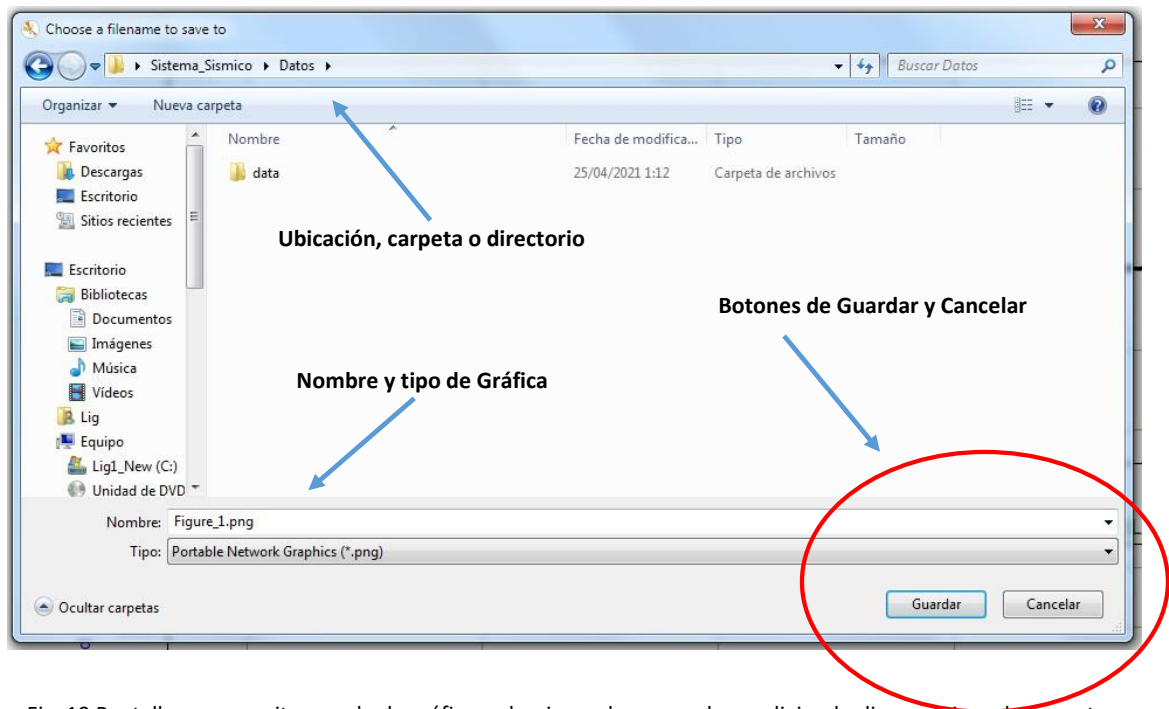 Choose a filename to save to
Sistema_Sismico Datos
Buscar Datos
Organizar Nueva carpeta
Nombre Fecha de modifica... Tipo Tamaño
data 25/04/2021 1:12 Carpeta de archivos
Favoritos
Descargas
Escritorio
Sitios recientes
Escritorio
Bibliotecas
Documentos
Imágenes
Música
Vídeos
Lig
Equipo
Lig1_New (C:)
Unidad de DVD
Ubicación, carpeta o directorio
Botones de Guardar y Cancelar
Nombre y tipo de Gráfica
Nombre: Figure_1.png
Tipo: Portable Network Graphics (*.png)
Ocultar carpetas
Guardar Cancelar